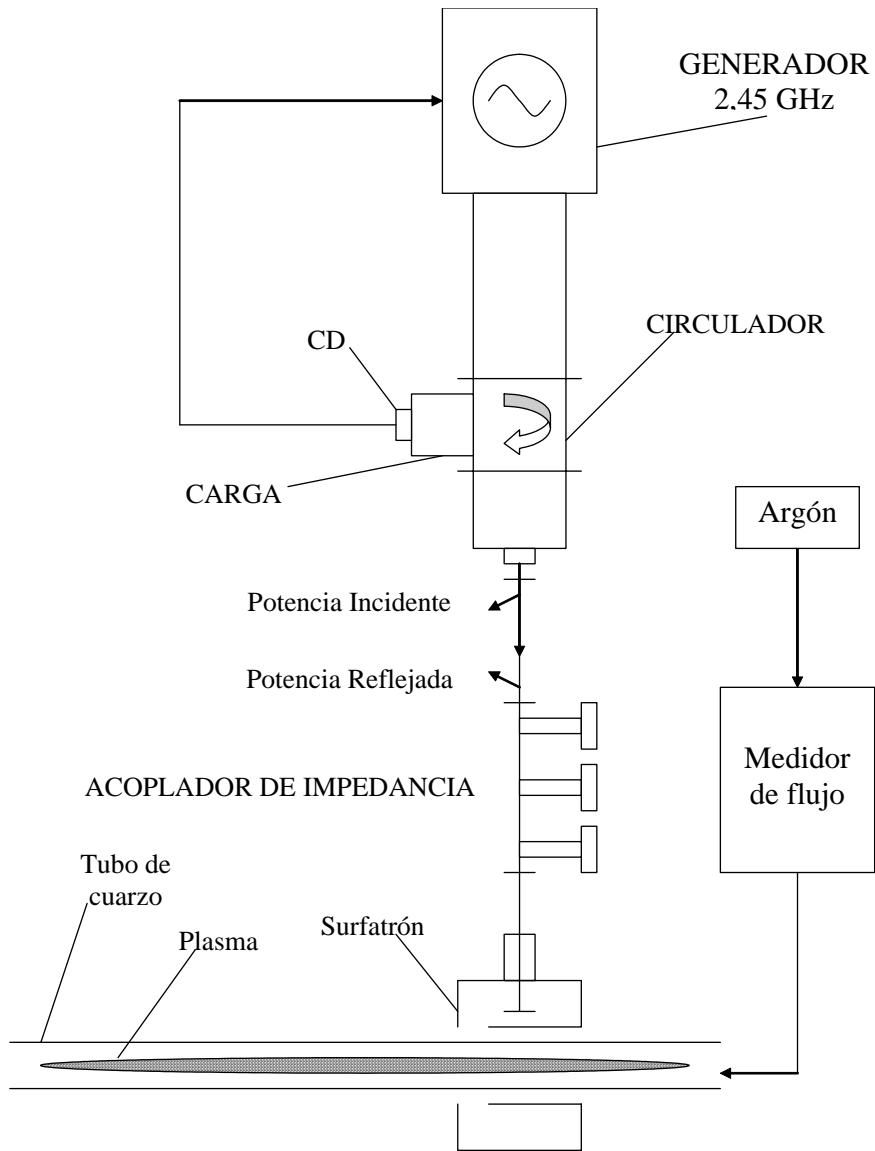 GENERADOR
2,45 GHz
CIRCULADOR
CD
CARGA
Argón
Potencia Incidente
Potencia Reflejada
Medidor
de flujo
ACOPLADOR DE IMPEDANCIA
Tubo de
cuarzo
Plasma
Surfatrón